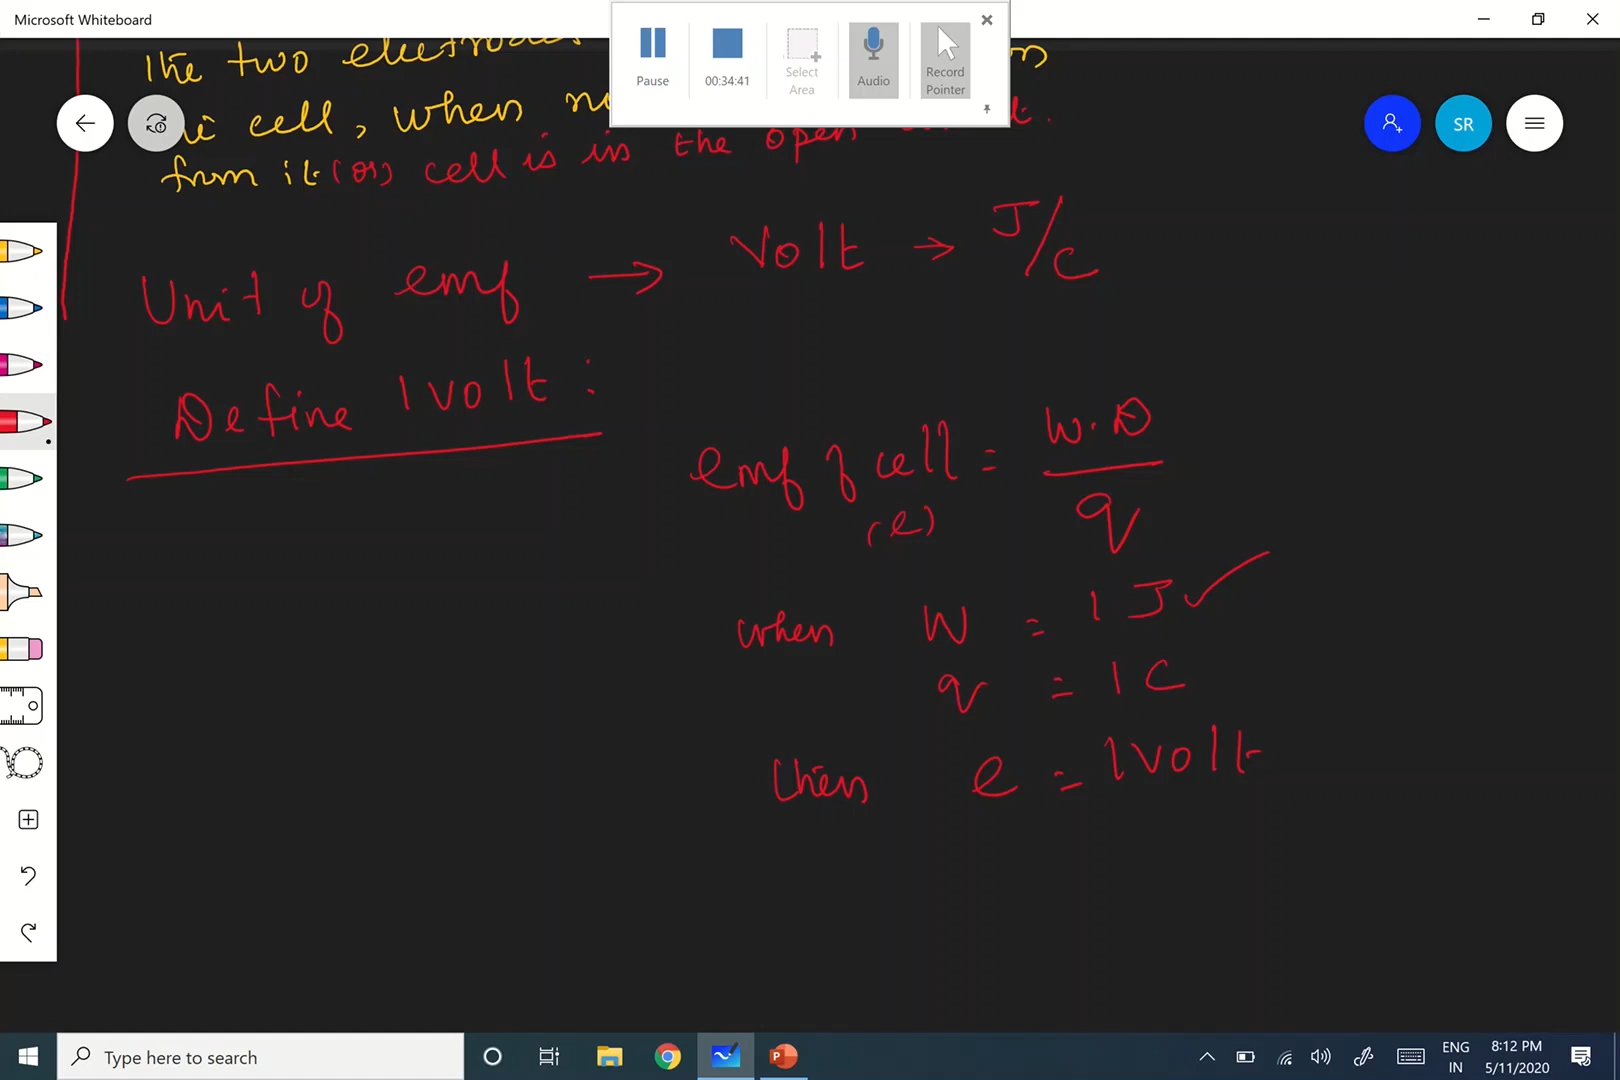 Microsoft Whiteboard
Pause
00:34:41
Select Area
Audio
Record Pointer
SR
the two electrodes
cell, when
from it (or) cell is in the open
Unit of emf → Volt → J/C
Define 1 volt :
emf of cell = W.D / q
(e)
when W = 1 J ✓
q = 1 C
then e = 1 volt
Type here to search
ENG
IN
8:12 PM
5/11/2020